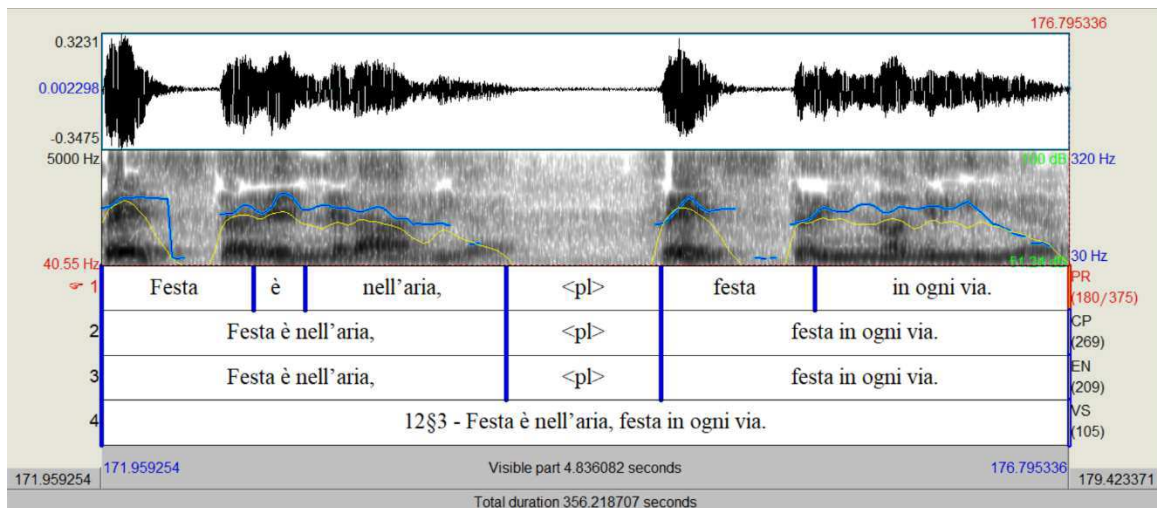 176.795336
0.3231
0.002298
-0.3475
5000 Hz 100 dB 320 Hz
40.55 Hz 51.24 dB 30 Hz
1 Festa è nell’aria, <pl> festa in ogni via. PR (180/375)
2 Festa è nell’aria, <pl> festa in ogni via. CP (269)
3 Festa è nell’aria, <pl> festa in ogni via. EN (209)
4 12§3 - Festa è nell’aria, festa in ogni via. VS (105)
171.959254 Visible part 4.836082 seconds 176.795336
171.959254 179.423371
Total duration 356.218707 seconds